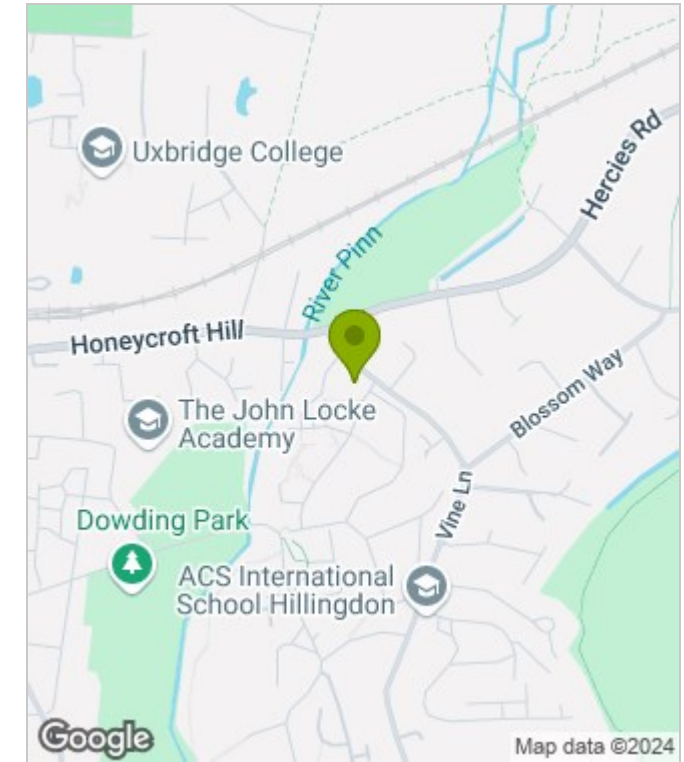 Uxbridge College
Hercies Rd
River Pinn
Honeycroft Hill
Blossom Way
The John Locke
Academy
Vine Ln
Dowding Park
ACS International
School Hillingdon
Google
Map data ©2024